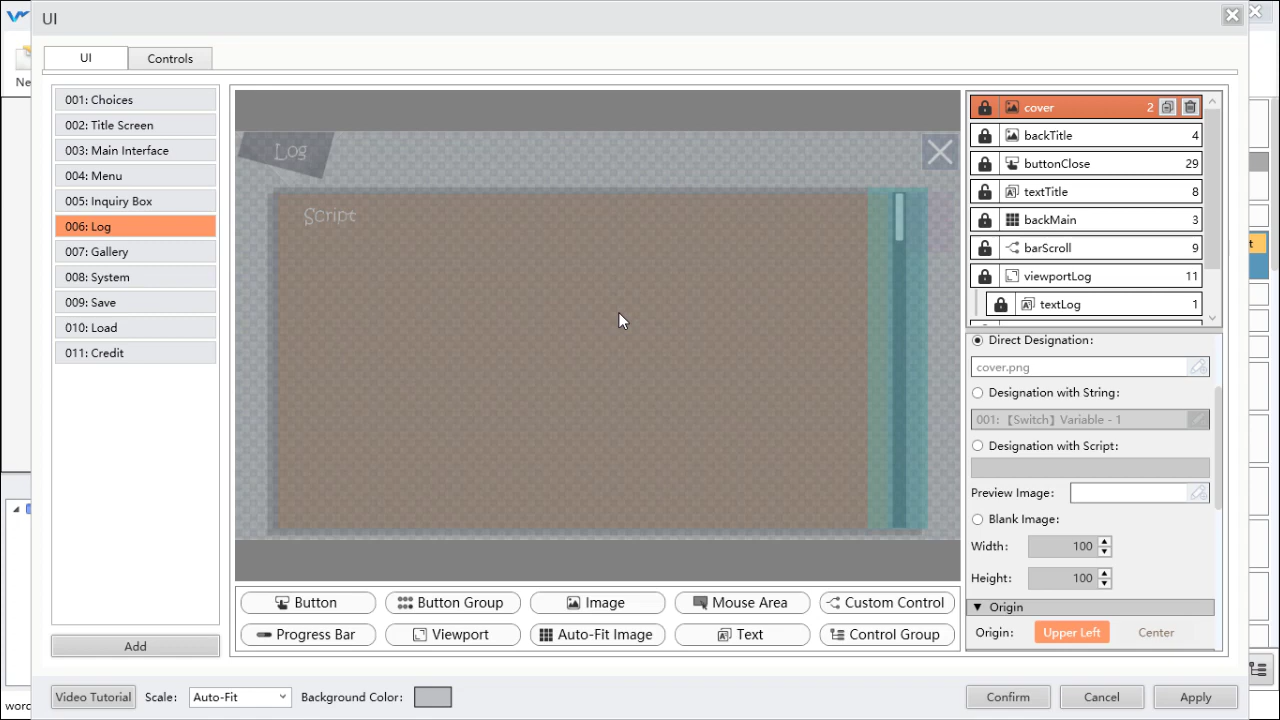 UI
Ne
UI
Controls
001: Choices
002: Title Screen
003: Main Interface
004: Menu
005: Inquiry Box
006: Log
007: Gallery
008: System
009: Save
010: Load
011: Credit
Add
Log
Script
Button
Button Group
Image
Mouse Area
Custom Control
Progress Bar
Viewport
Auto-Fit Image
Text
Control Group
cover 2
backTitle 4
buttonClose 29
textTitle 8
backMain 3
barScroll 9
viewportLog 11
textLog 1
Direct Designation:
cover.png
Designation with String:
001: 【Switch】Variable - 1
Designation with Script:
Preview Image:
Blank Image:
Width: 100
Height: 100
Origin
Origin: Upper Left Center
t
word
Video Tutorial
Scale: Auto-Fit
Background Color:
Confirm
Cancel
Apply